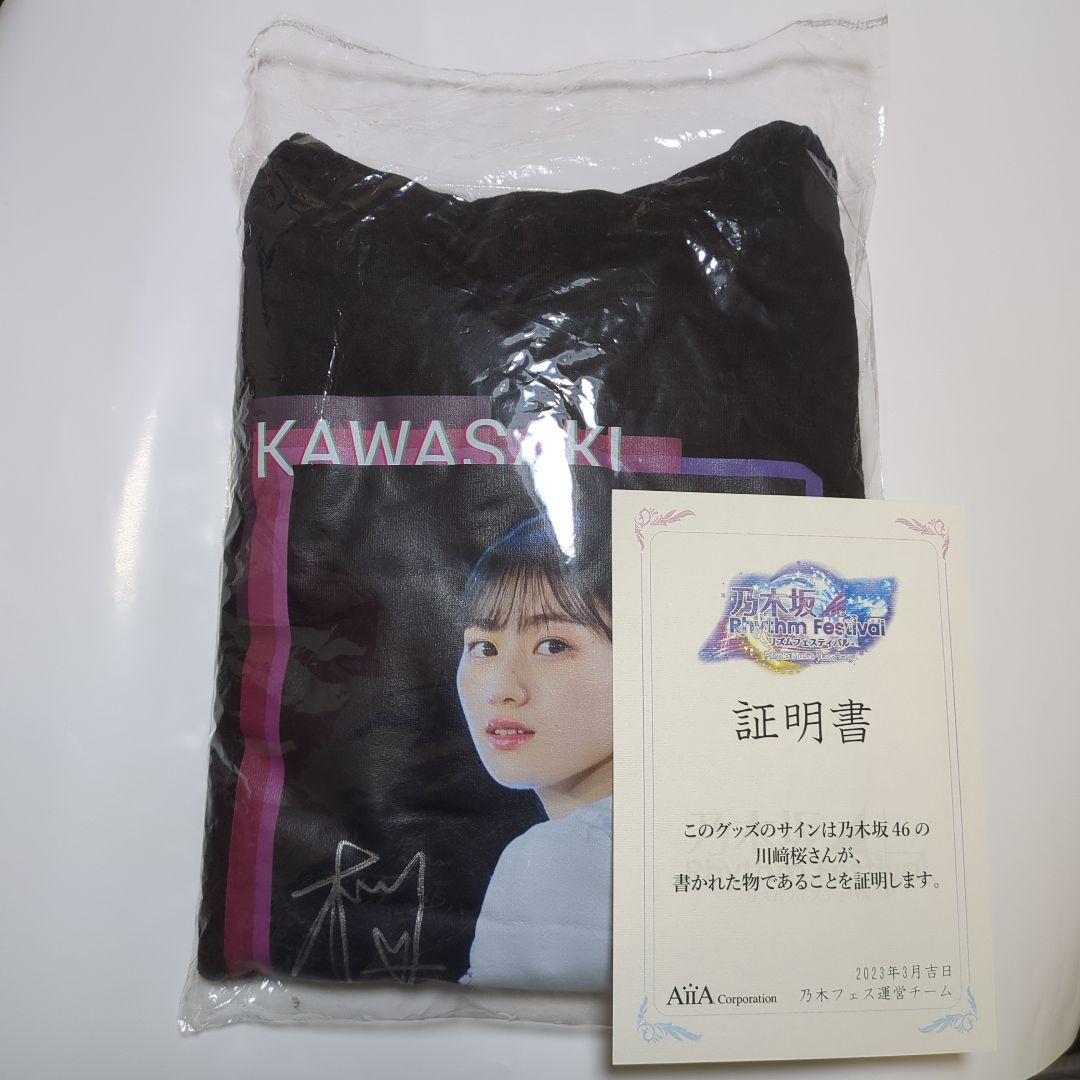 KAWASAKI
乃木坂
Rhythm Festival
リズムフェスティバル
証明書
このグッズのサインは乃木坂46の
川﨑桜さんが、
書かれた物であることを証明します。
2023年3月吉日
AiiA Corporation 乃木フェス運営チーム